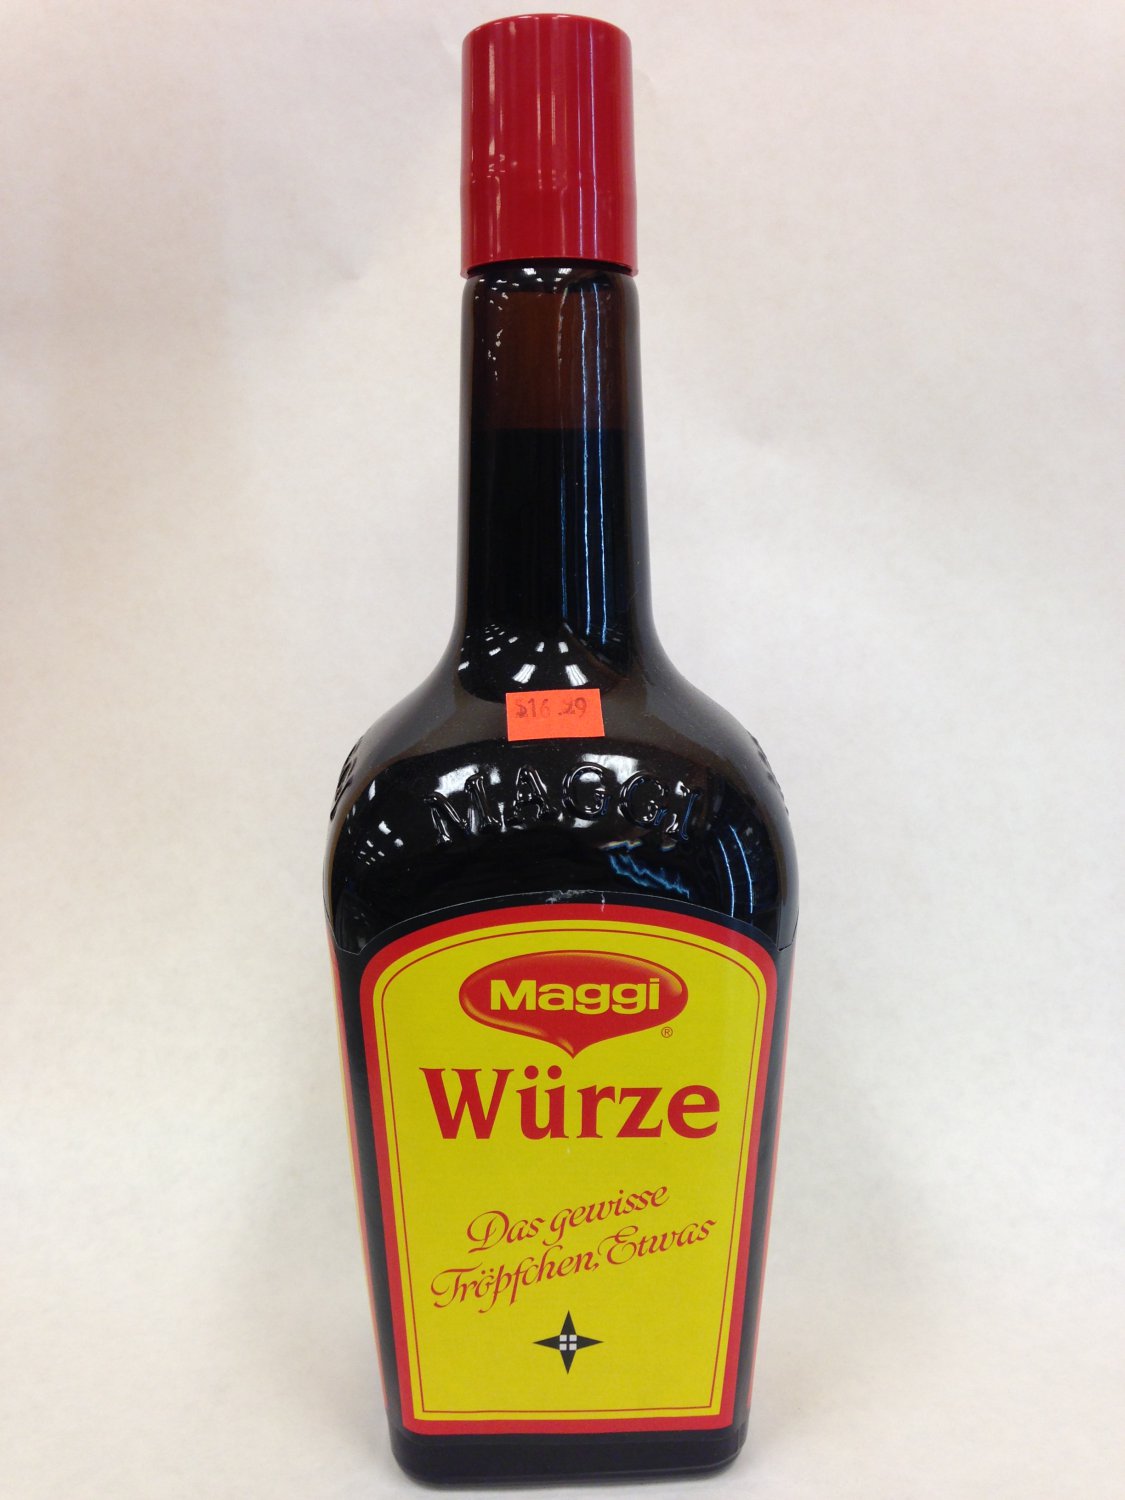 MAGGI
Maggi
®
Würze
Das gewisse
Tröpfchen, Etwas